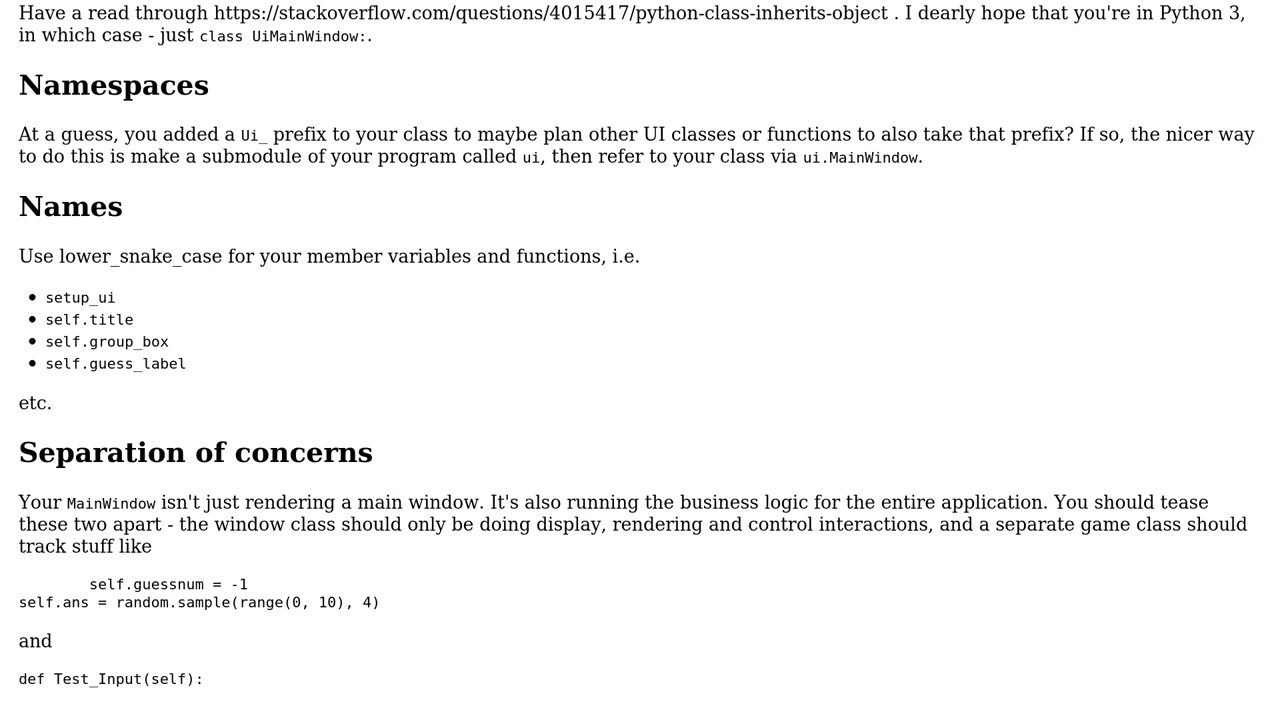 Have a read through https://stackoverflow.com/questions/4015417/python-class-inherits-object . I dearly hope that you're in Python 3,
in which case - just class UiMainWindow:.
Namespaces
At a guess, you added a Ui_ prefix to your class to maybe plan other UI classes or functions to also take that prefix? If so, the nicer way
to do this is make a submodule of your program called ui, then refer to your class via ui.MainWindow.
Names
Use lower_snake_case for your member variables and functions, i.e.
• setup_ui
• self.title
• self.group_box
• self.guess_label
etc.
Separation of concerns
Your MainWindow isn't just rendering a main window. It's also running the business logic for the entire application. You should tease
these two apart - the window class should only be doing display, rendering and control interactions, and a separate game class should
track stuff like
self.guessnum = -1
self.ans = random.sample(range(0, 10), 4)
and
def Test_Input(self):